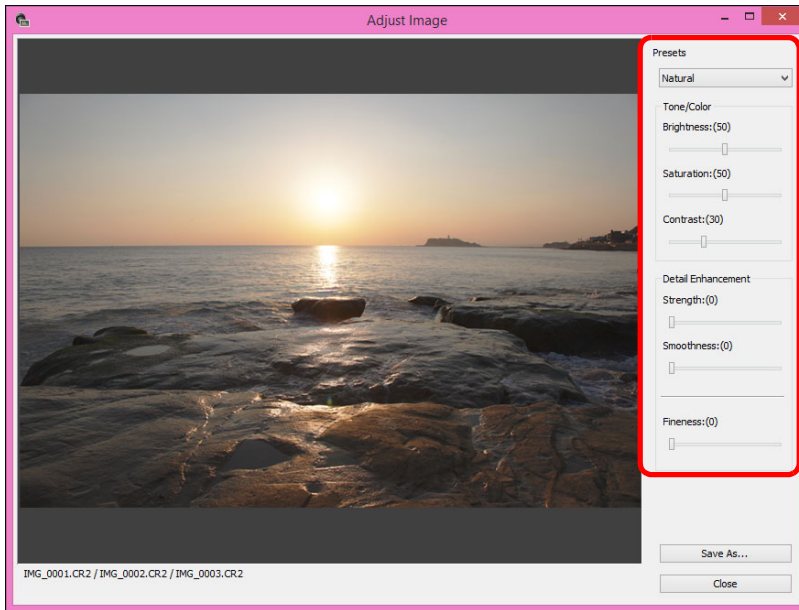 Adjust Image
Presets
Natural
Tone/Color
Brightness:(50)
Saturation:(50)
Contrast:(30)
Detail Enhancement
Strength:(0)
Smoothness:(0)
Fineness:(0)
Save As...
Close
IMG_0001.CR2 / IMG_0002.CR2 / IMG_0003.CR2